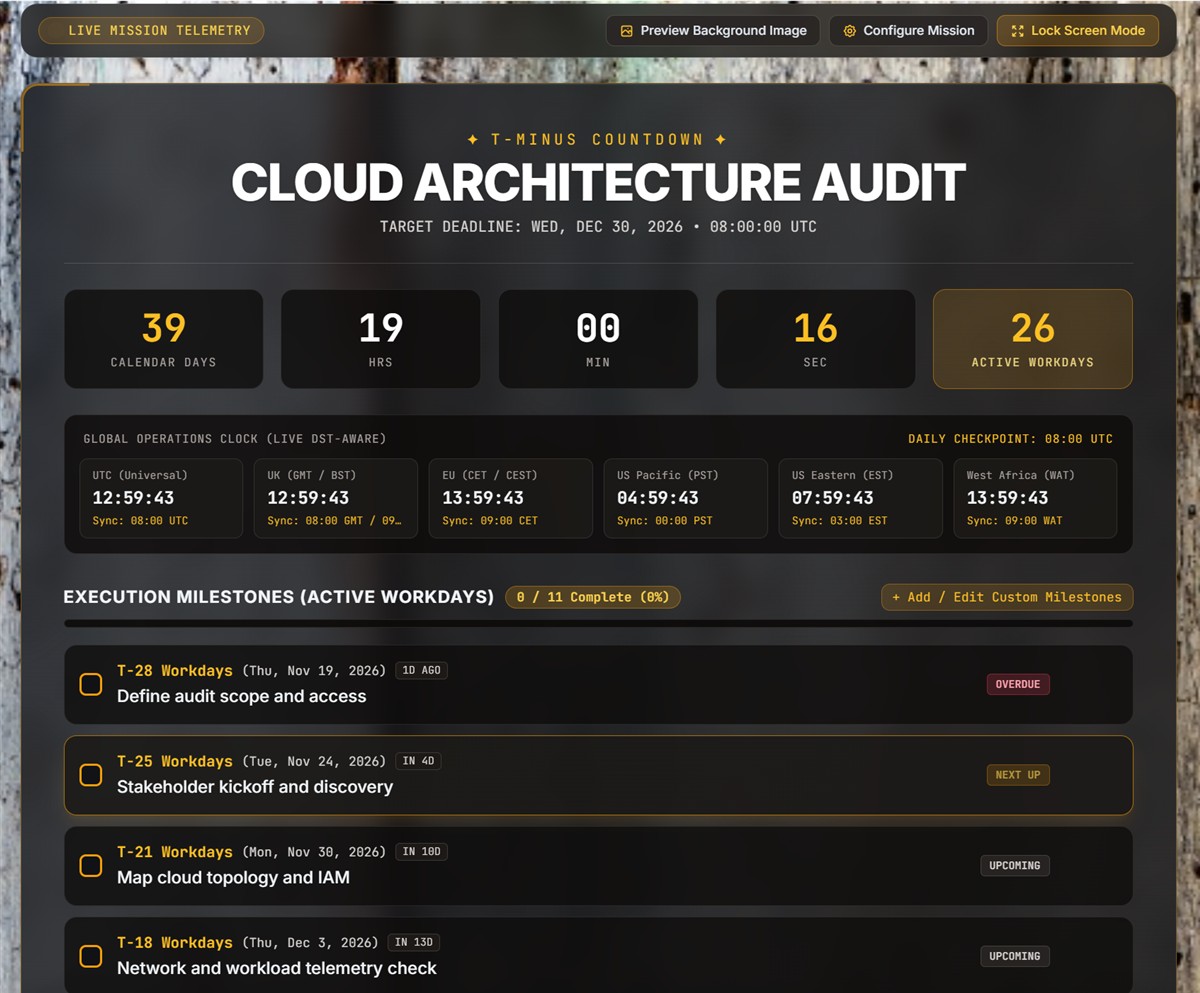 LIVE MISSION TELEMETRY
Preview Background Image
Configure Mission
Lock Screen Mode
✦ T-MINUS COUNTDOWN ✦
CLOUD ARCHITECTURE AUDIT
TARGET DEADLINE: WED, DEC 30, 2026 • 08:00:00 UTC
39
CALENDAR DAYS
19
HRS
00
MIN
16
SEC
26
ACTIVE WORKDAYS
GLOBAL OPERATIONS CLOCK (LIVE DST-AWARE)
DAILY CHECKPOINT: 08:00 UTC
UTC (Universal)
12:59:43
Sync: 08:00 UTC
UK (GMT / BST)
12:59:43
Sync: 08:00 GMT / 09…
EU (CET / CEST)
13:59:43
Sync: 09:00 CET
US Pacific (PST)
04:59:43
Sync: 00:00 PST
US Eastern (EST)
07:59:43
Sync: 03:00 EST
West Africa (WAT)
13:59:43
Sync: 09:00 WAT
EXECUTION MILESTONES (ACTIVE WORKDAYS)
0 / 11 Complete (0%)
+ Add / Edit Custom Milestones
T-28 Workdays (Thu, Nov 19, 2026) 1D AGO
Define audit scope and access
OVERDUE
T-25 Workdays (Tue, Nov 24, 2026) IN 4D
Stakeholder kickoff and discovery
NEXT UP
T-21 Workdays (Mon, Nov 30, 2026) IN 10D
Map cloud topology and IAM
UPCOMING
T-18 Workdays (Thu, Dec 3, 2026) IN 13D
Network and workload telemetry check
UPCOMING